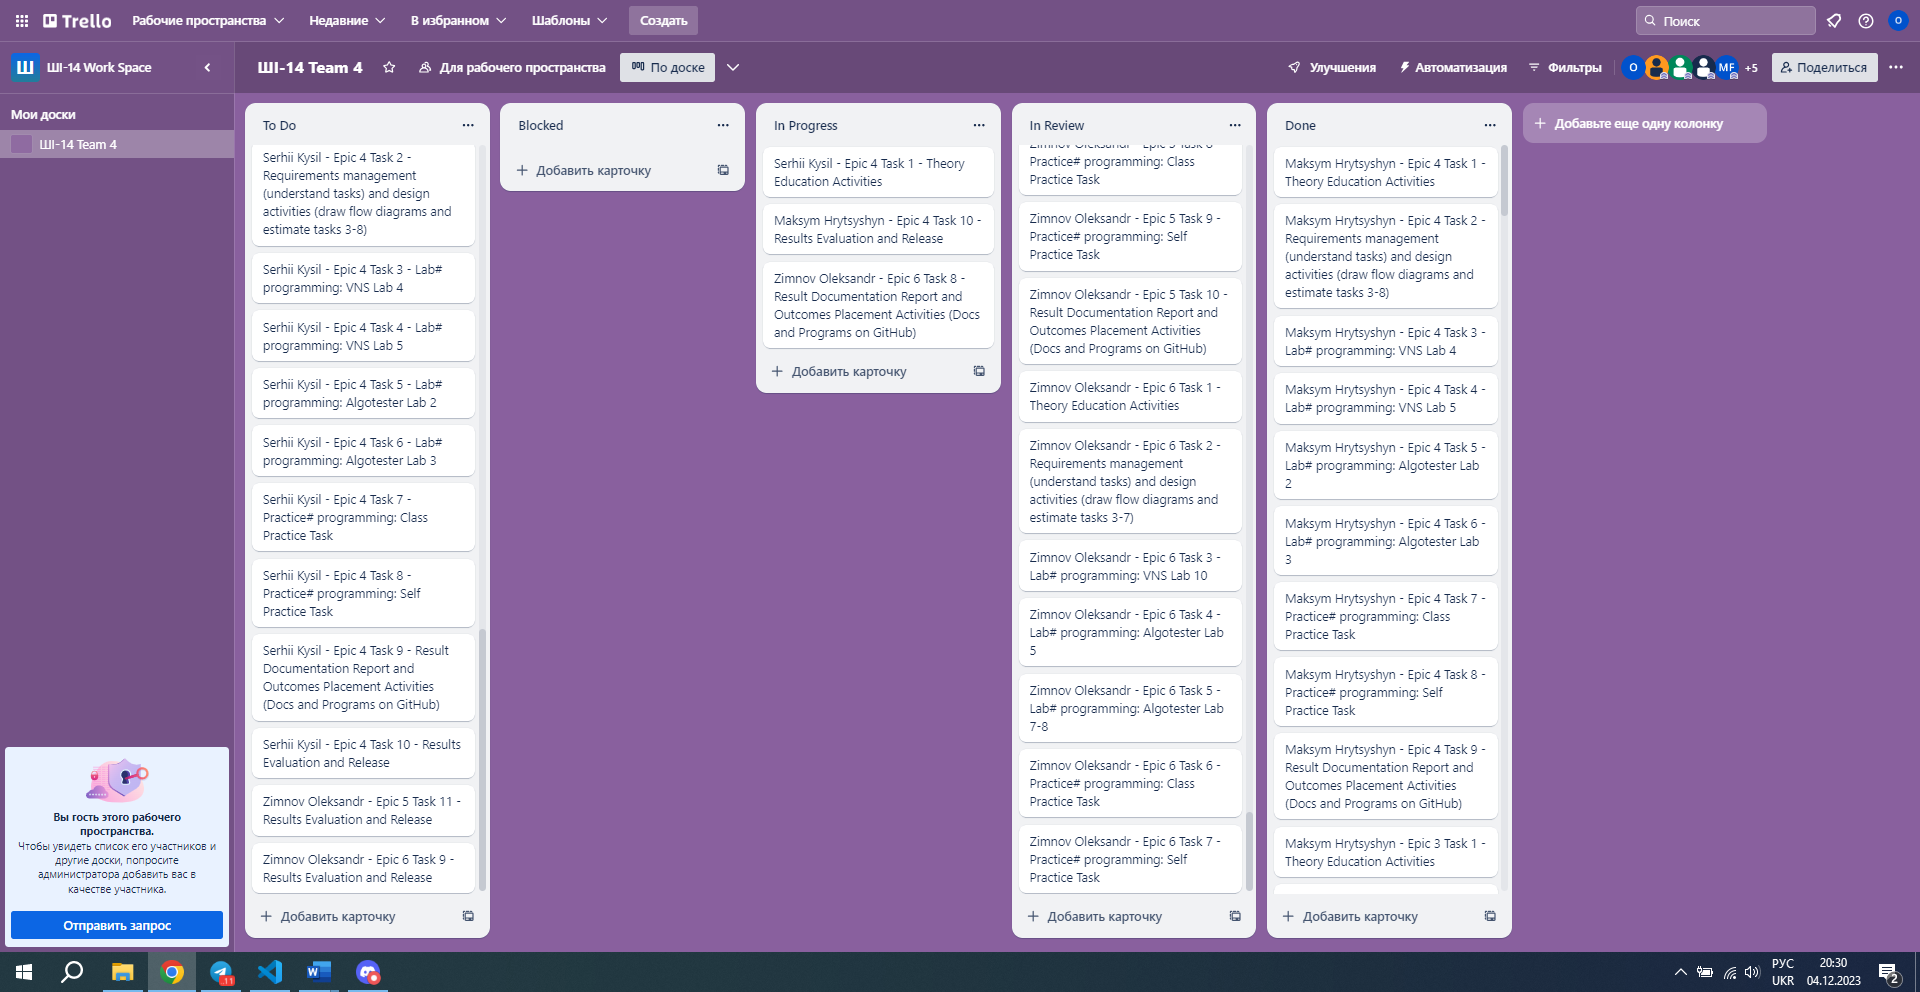 Trello
Рабочие пространства
Недавние
В избранном
Шаблоны
Создать
Поиск
О
Ш
ШІ-14 Work Space
ШІ-14 Team 4
Для рабочего пространства
По доске
Улучшения
Автоматизация
Фильтры
О
MF
+5
Поделиться
Мои доски
ШІ-14 Team 4
Вы гость этого рабочего
пространства.
Чтобы увидеть список его участников и
другие доски, попросите
администратора добавить вас в
качестве участника.
Отправить запрос
To Do
Serhii Kysil - Epic 4 Task 2 -
Requirements management
(understand tasks) and design
activities (draw flow diagrams and
estimate tasks 3-8)
Serhii Kysil - Epic 4 Task 3 - Lab#
programming: VNS Lab 4
Serhii Kysil - Epic 4 Task 4 - Lab#
programming: VNS Lab 5
Serhii Kysil - Epic 4 Task 5 - Lab#
programming: Algotester Lab 2
Serhii Kysil - Epic 4 Task 6 - Lab#
programming: Algotester Lab 3
Serhii Kysil - Epic 4 Task 7 -
Practice# programming: Class
Practice Task
Serhii Kysil - Epic 4 Task 8 -
Practice# programming: Self
Practice Task
Serhii Kysil - Epic 4 Task 9 - Result
Documentation Report and
Outcomes Placement Activities
(Docs and Programs on GitHub)
Serhii Kysil - Epic 4 Task 10 - Results
Evaluation and Release
Zimnov Oleksandr - Epic 5 Task 11 -
Results Evaluation and Release
Zimnov Oleksandr - Epic 6 Task 9 -
Results Evaluation and Release
Добавить карточку
Blocked
Добавить карточку
In Progress
Serhii Kysil - Epic 4 Task 1 - Theory
Education Activities
Maksym Hrytsyshyn - Epic 4 Task 10 -
Results Evaluation and Release
Zimnov Oleksandr - Epic 6 Task 8 -
Result Documentation Report and
Outcomes Placement Activities (Docs
and Programs on GitHub)
Добавить карточку
In Review
Zimnov Oleksandr - Epic 5 Task 8 -
Practice# programming: Class
Practice Task
Zimnov Oleksandr - Epic 5 Task 9 -
Practice# programming: Self
Practice Task
Zimnov Oleksandr - Epic 5 Task 10 -
Result Documentation Report and
Outcomes Placement Activities
(Docs and Programs on GitHub)
Zimnov Oleksandr - Epic 6 Task 1 -
Theory Education Activities
Zimnov Oleksandr - Epic 6 Task 2 -
Requirements management
(understand tasks) and design
activities (draw flow diagrams and
estimate tasks 3-7)
Zimnov Oleksandr - Epic 6 Task 3 -
Lab# programming: VNS Lab 10
Zimnov Oleksandr - Epic 6 Task 4 -
Lab# programming: Algotester Lab
5
Zimnov Oleksandr - Epic 6 Task 5 -
Lab# programming: Algotester Lab
7-8
Zimnov Oleksandr - Epic 6 Task 6 -
Practice# programming: Class
Practice Task
Zimnov Oleksandr - Epic 6 Task 7 -
Practice# programming: Self
Practice Task
Добавить карточку
Done
Maksym Hrytsyshyn - Epic 4 Task 1 -
Theory Education Activities
Maksym Hrytsyshyn - Epic 4 Task 2 -
Requirements management
(understand tasks) and design
activities (draw flow diagrams and
estimate tasks 3-8)
Maksym Hrytsyshyn - Epic 4 Task 3 -
Lab# programming: VNS Lab 4
Maksym Hrytsyshyn - Epic 4 Task 4 -
Lab# programming: VNS Lab 5
Maksym Hrytsyshyn - Epic 4 Task 5 -
Lab# programming: Algotester Lab
2
Maksym Hrytsyshyn - Epic 4 Task 6 -
Lab# programming: Algotester Lab
3
Maksym Hrytsyshyn - Epic 4 Task 7 -
Practice# programming: Class
Practice Task
Maksym Hrytsyshyn - Epic 4 Task 8 -
Practice# programming: Self
Practice Task
Maksym Hrytsyshyn - Epic 4 Task 9 -
Result Documentation Report and
Outcomes Placement Activities
(Docs and Programs on GitHub)
Maksym Hrytsyshyn - Epic 3 Task 1 -
Theory Education Activities
Добавить карточку
Добавьте еще одну колонку
11
РУС
UKR
20:30
04.12.2023
2